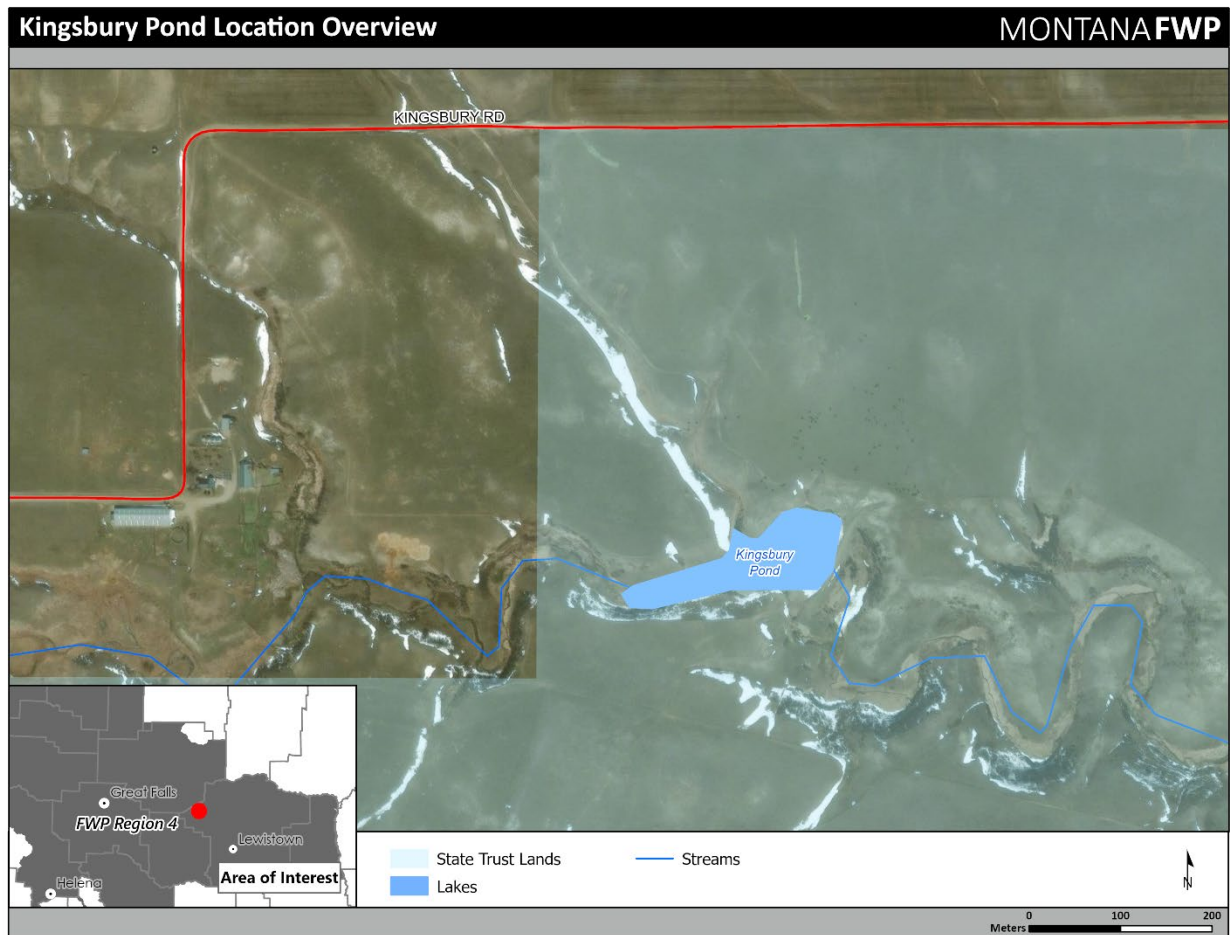 Kingsbury Pond Location Overview
MONTANA FWP
KINGSBURY RD
Kingsbury
Pond
Great Falls
FWP Region 4
Lewistown
Helena
Area of Interest
State Trust Lands
Streams
Lakes
N
0 100 200
Meters